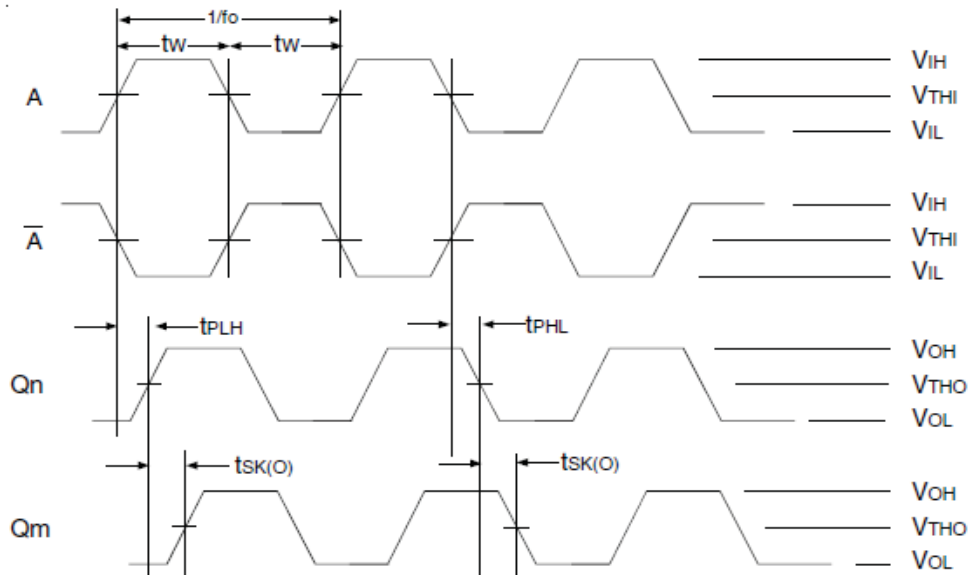 1/fo
tW tW
A
VIH
VTHI
VIL
A
VIH
VTHI
VIL
tPLH
tPHL
Qn
VOH
VTHO
VOL
tSK(O)
tSK(O)
Qm
VOH
VTHO
VOL